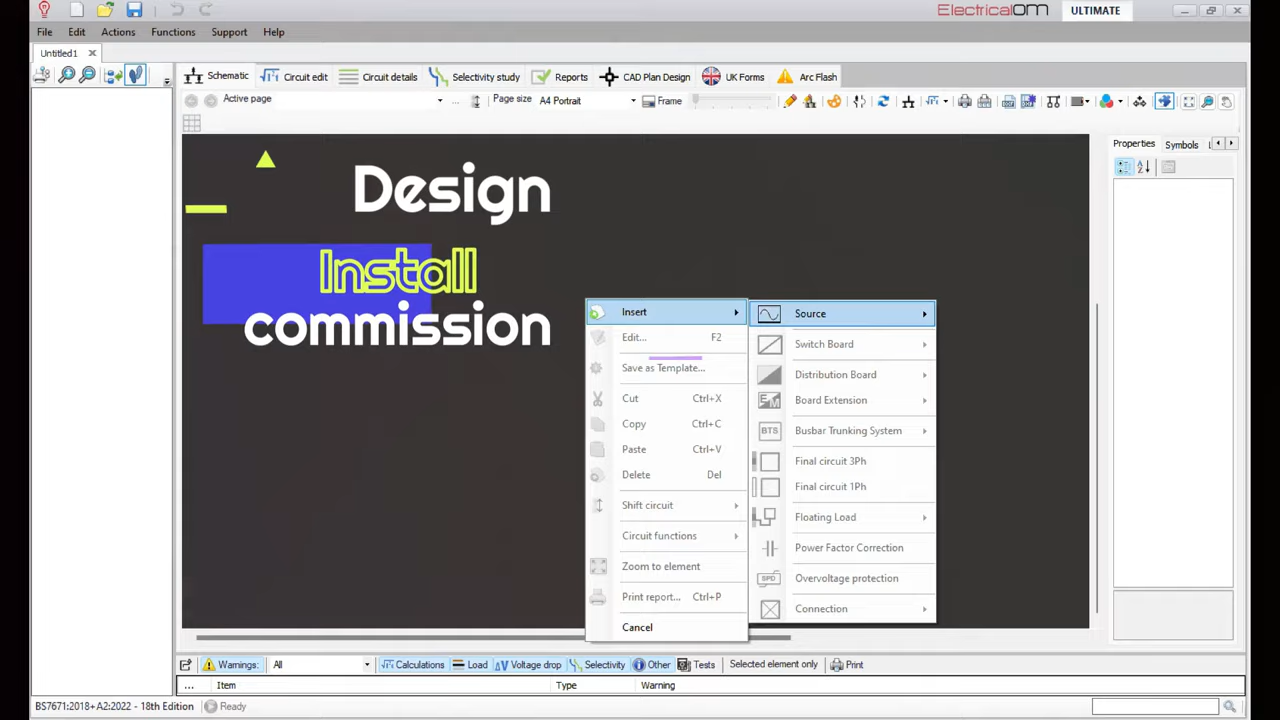 ElectricalOM ULTIMATE
File Edit Actions Functions Support Help
Untitled1
Schematic Circuit edit Circuit details Selectivity study Reports CAD Plan Design UK Forms Arc Flash
Active page ... Page size A4 Portrait Frame
Properties Symbols
Design
Install
commission
Insert
Edit... F2
Save as Template...
Cut Ctrl+X
Copy Ctrl+C
Paste Ctrl+V
Delete Del
Shift circuit
Circuit functions
Zoom to element
Print report... Ctrl+P
Cancel
Source
Switch Board
Distribution Board
Board Extension
BTS Busbar Trunking System
Final circuit 3Ph
Final circuit 1Ph
Floating Load
Power Factor Correction
SPD Overvoltage protection
Connection
Warnings: All Calculations Load Voltage drop Selectivity Other Tests Selected element only Print
... Item Type Warning
BS7671:2018+ A2:2022 - 18th Edition Ready